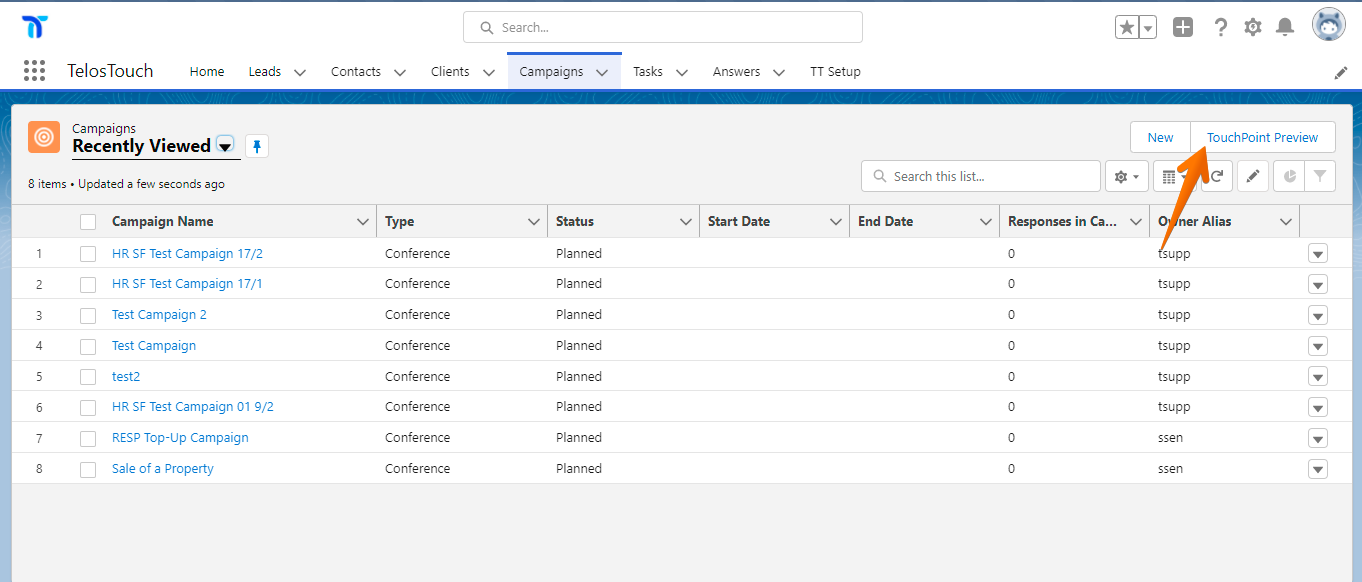 Search...
TelosTouch Home Leads Contacts Clients Campaigns Tasks Answers TT Setup
Campaigns
Recently Viewed
New TouchPoint Preview
8 items • Updated a few seconds ago
Search this list...
Campaign Name Type Status Start Date End Date Responses in Ca... Owner Alias
1 HR SF Test Campaign 17/2 Conference Planned 0 tsupp
2 HR SF Test Campaign 17/1 Conference Planned 0 tsupp
3 Test Campaign 2 Conference Planned 0 tsupp
4 Test Campaign Conference Planned 0 tsupp
5 test2 Conference Planned 0 tsupp
6 HR SF Test Campaign 01 9/2 Conference Planned 0 tsupp
7 RESP Top-Up Campaign Conference Planned 0 ssen
8 Sale of a Property Conference Planned 0 ssen